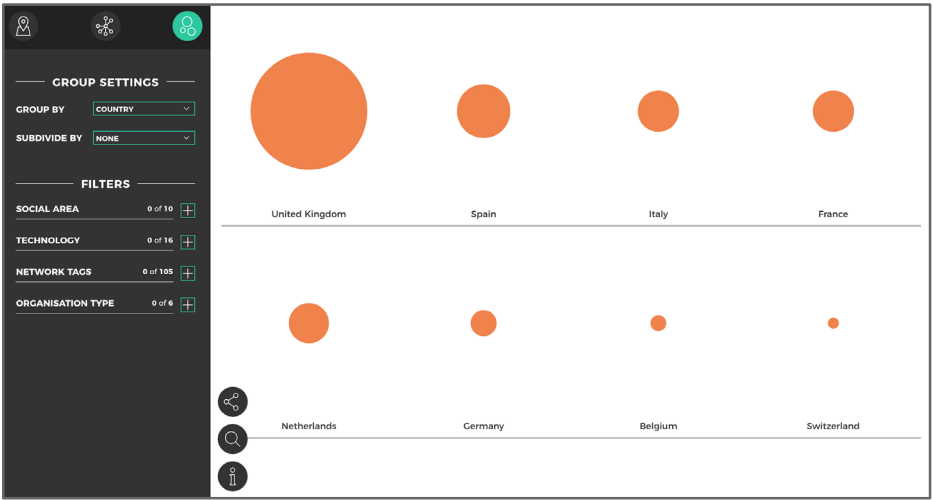 GROUP SETTINGS
GROUP BY COUNTRY
SUBDIVIDE BY NONE
FILTERS
SOCIAL AREA 0 of 10
TECHNOLOGY 0 of 16
NETWORK TAGS 0 of 105
ORGANISATION TYPE 0 of 6
United Kingdom Spain Italy France
Netherlands Germany Belgium Switzerland